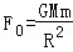 F₀ = GMm / R²